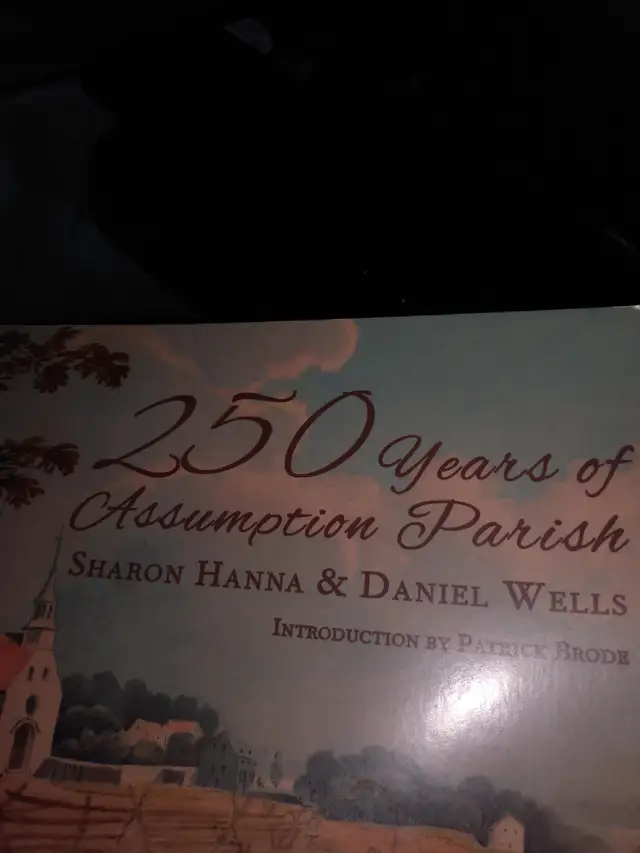 250 Years of
Assumption Parish
SHARON HANNA & DANIEL WELLS
INTRODUCTION BY PATRICK BRODE